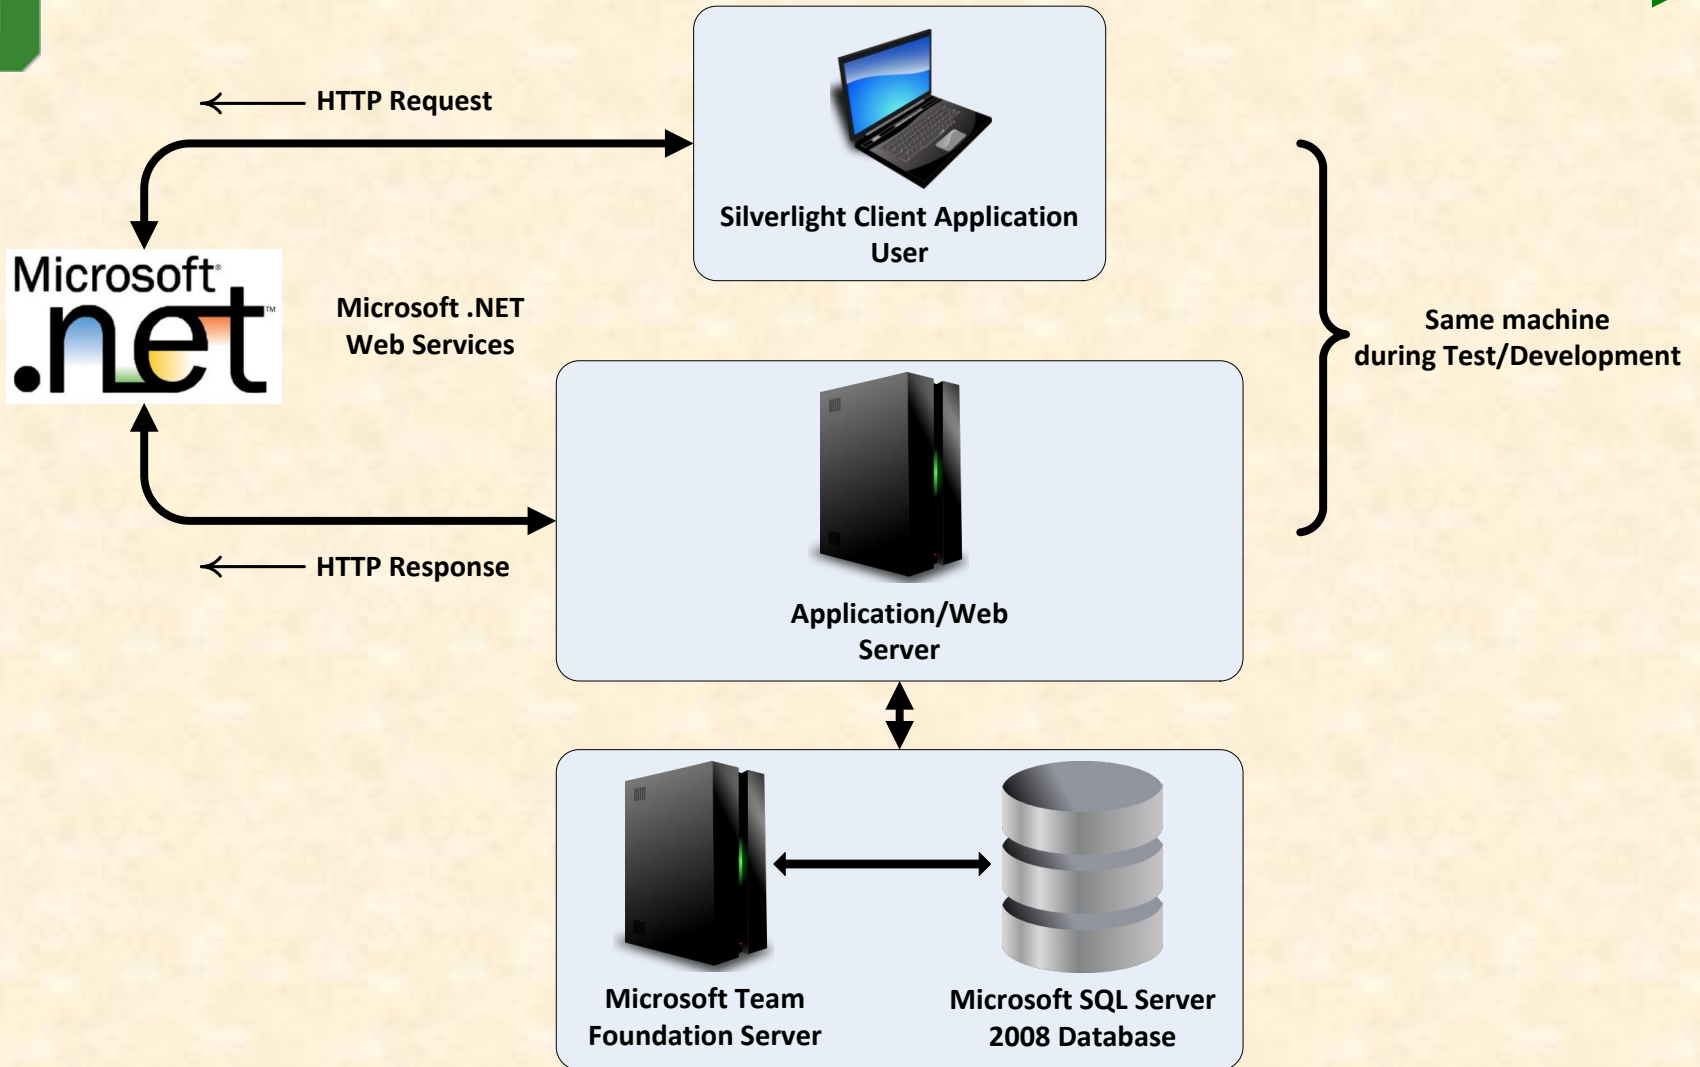 HTTP Request
Silverlight Client Application
User
Microsoft®
.net™
Microsoft .NET
Web Services
Same machine
during Test/Development
HTTP Response
Application/Web
Server
Microsoft Team
Foundation Server
Microsoft SQL Server
2008 Database